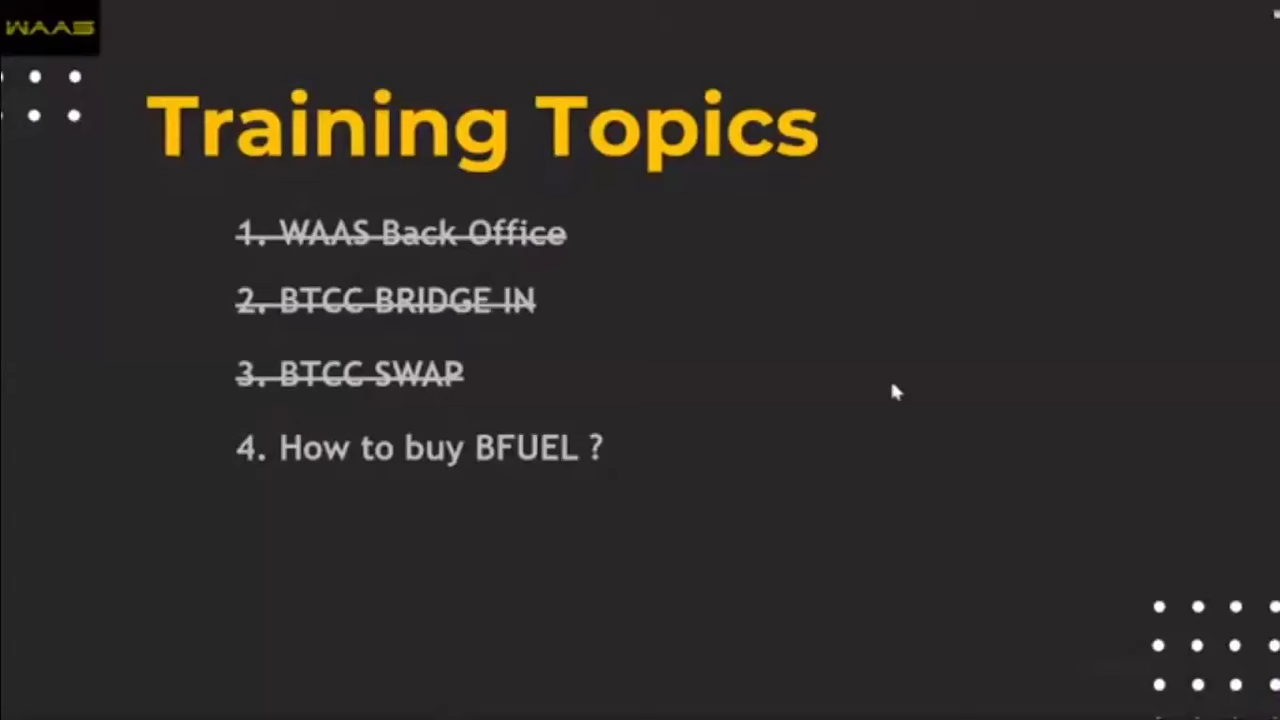 WAAS
Training Topics
1. WAAS Back Office
2. BTCC BRIDGE IN
3. BTCC SWAP
4. How to buy BFUEL ?